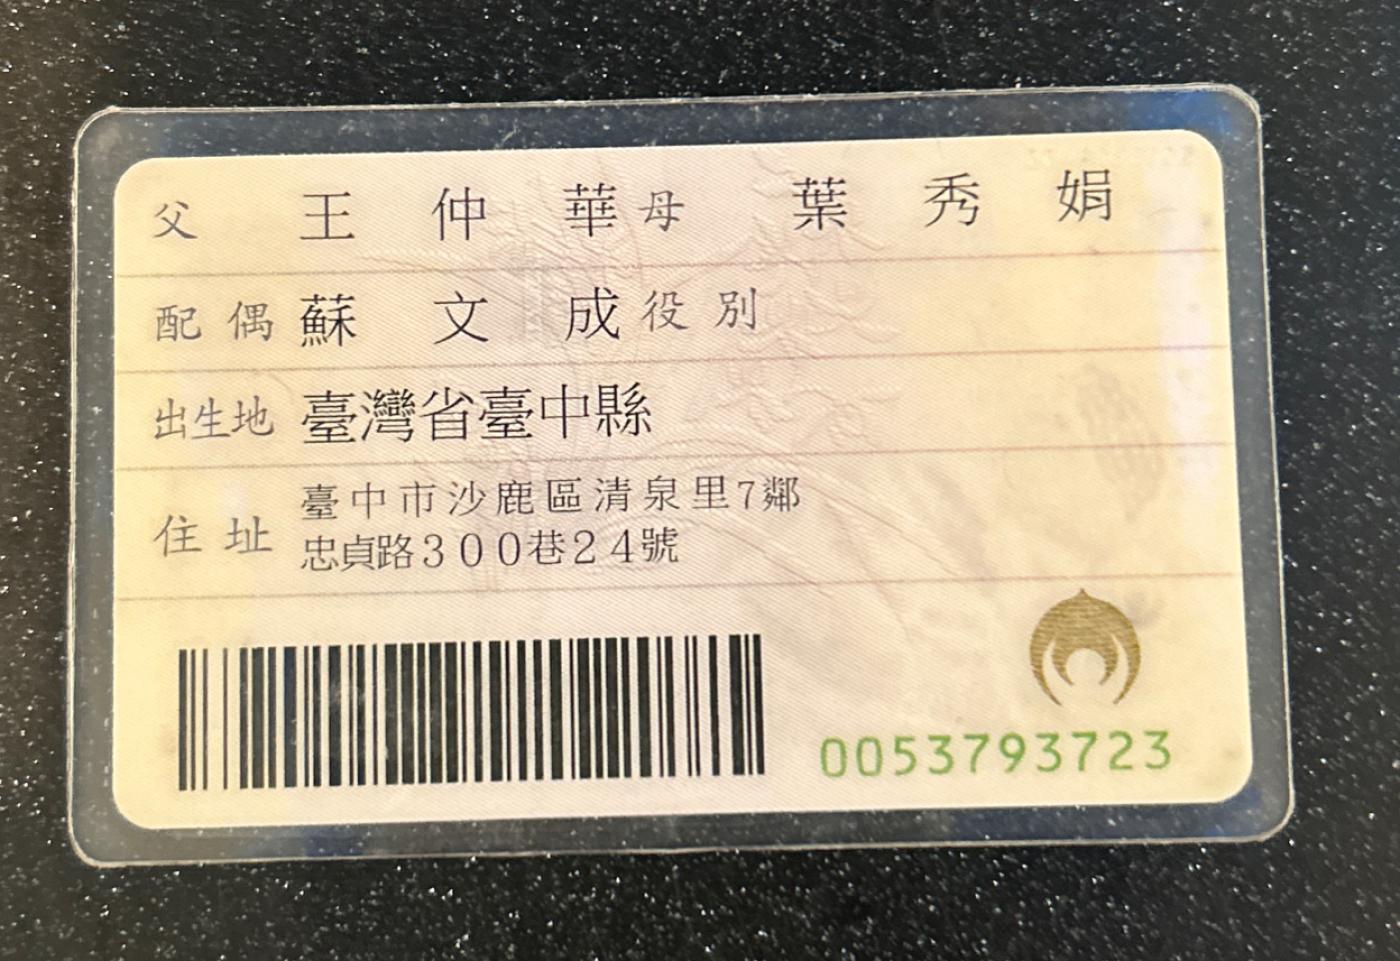 父 王仲華 母 葉秀娟
配偶 蘇文成 役別
出生地 臺灣省臺中縣
住址 臺中市沙鹿區清泉里7鄰
忠貞路300巷24號
0053793723